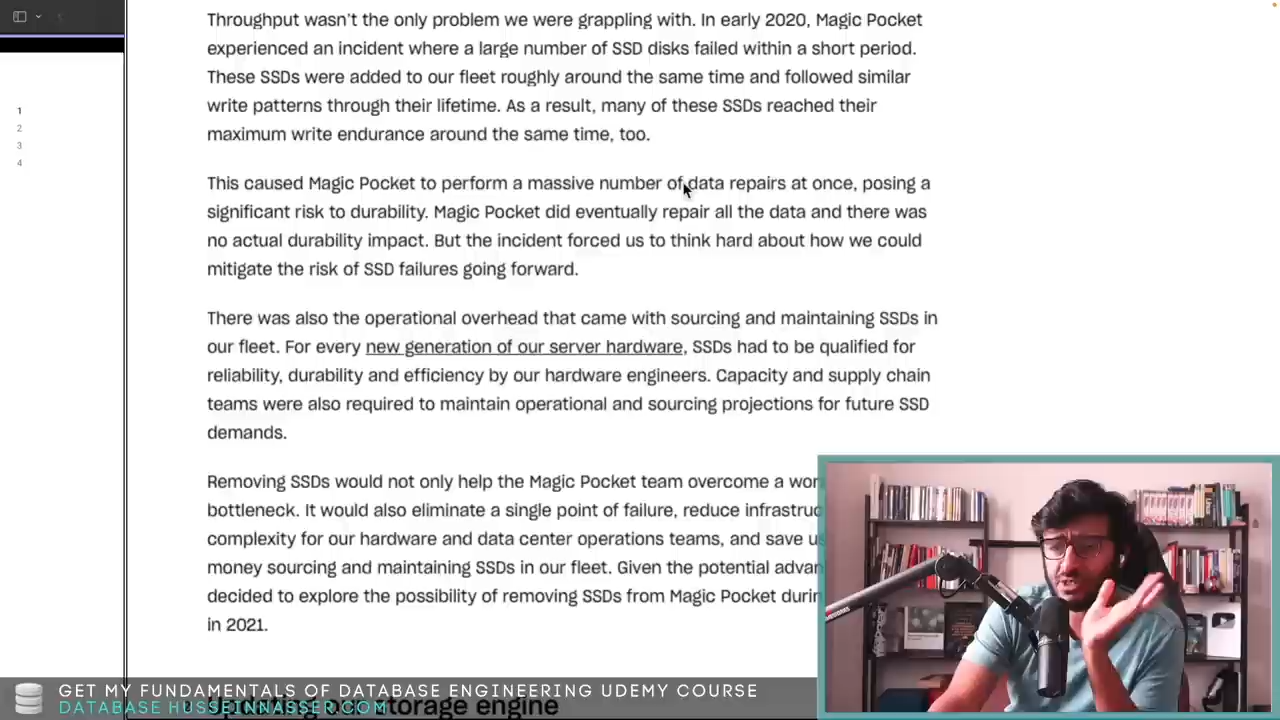 Throughput wasn't the only problem we were grappling with. In early 2020, Magic Pocket
experienced an incident where a large number of SSD disks failed within a short period.
These SSDs were added to our fleet roughly around the same time and followed similar
write patterns through their lifetime. As a result, many of these SSDs reached their
maximum write endurance around the same time, too.
1
2
3
4
This caused Magic Pocket to perform a massive number of data repairs at once, posing a
significant risk to durability. Magic Pocket did eventually repair all the data and there was
no actual durability impact. But the incident forced us to think hard about how we could
mitigate the risk of SSD failures going forward.
There was also the operational overhead that came with sourcing and maintaining SSDs in
our fleet. For every new generation of our server hardware, SSDs had to be qualified for
reliability, durability and efficiency by our hardware engineers. Capacity and supply chain
teams were also required to maintain operational and sourcing projections for future SSD
demands.
Removing SSDs would not only help the Magic Pocket team overcome a
bottleneck. It would also eliminate a single point of failure, reduce
complexity for our hardware and data center operations teams, and save
money sourcing and maintaining SSDs in our fleet. Given the potential
decided to explore the possibility of removing SSDs from Magic Pocket
in 2021.
GET MY FUNDAMENTALS OF DATABASE ENGINEERING UDEMY COURSE
DATABASE.HUSSEINNASSER.COM
storage engine